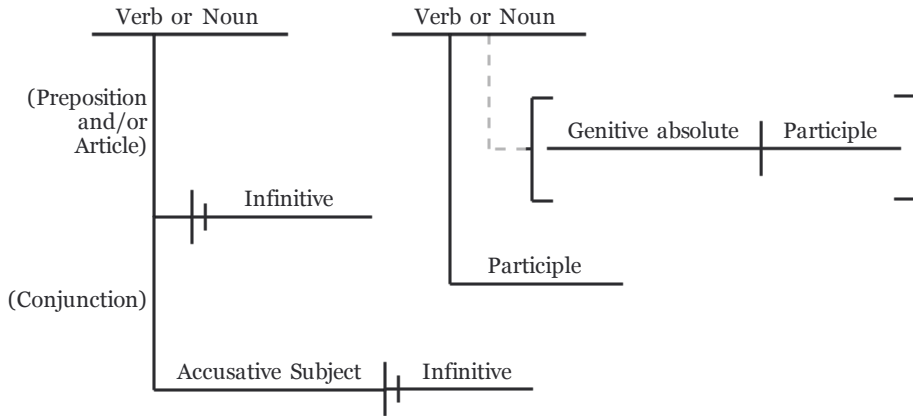 Verb or Noun
(Preposition
and/or
Article)
Infinitive
(Conjunction)
Accusative Subject
Infinitive
Verb or Noun
Genitive absolute
Participle
Participle